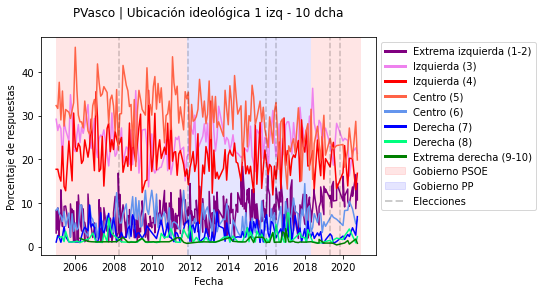 PVasco | Ubicación ideológica 1 izq - 10 dcha
Porcentaje de respuestas
40
30
20
10
0
2006 2008 2010 2012 2014 2016 2018 2020
Fecha
Extrema izquierda (1-2)
Izquierda (3)
Izquierda (4)
Centro (5)
Centro (6)
Derecha (7)
Derecha (8)
Extrema derecha (9-10)
Gobierno PSOE
Gobierno PP
Elecciones